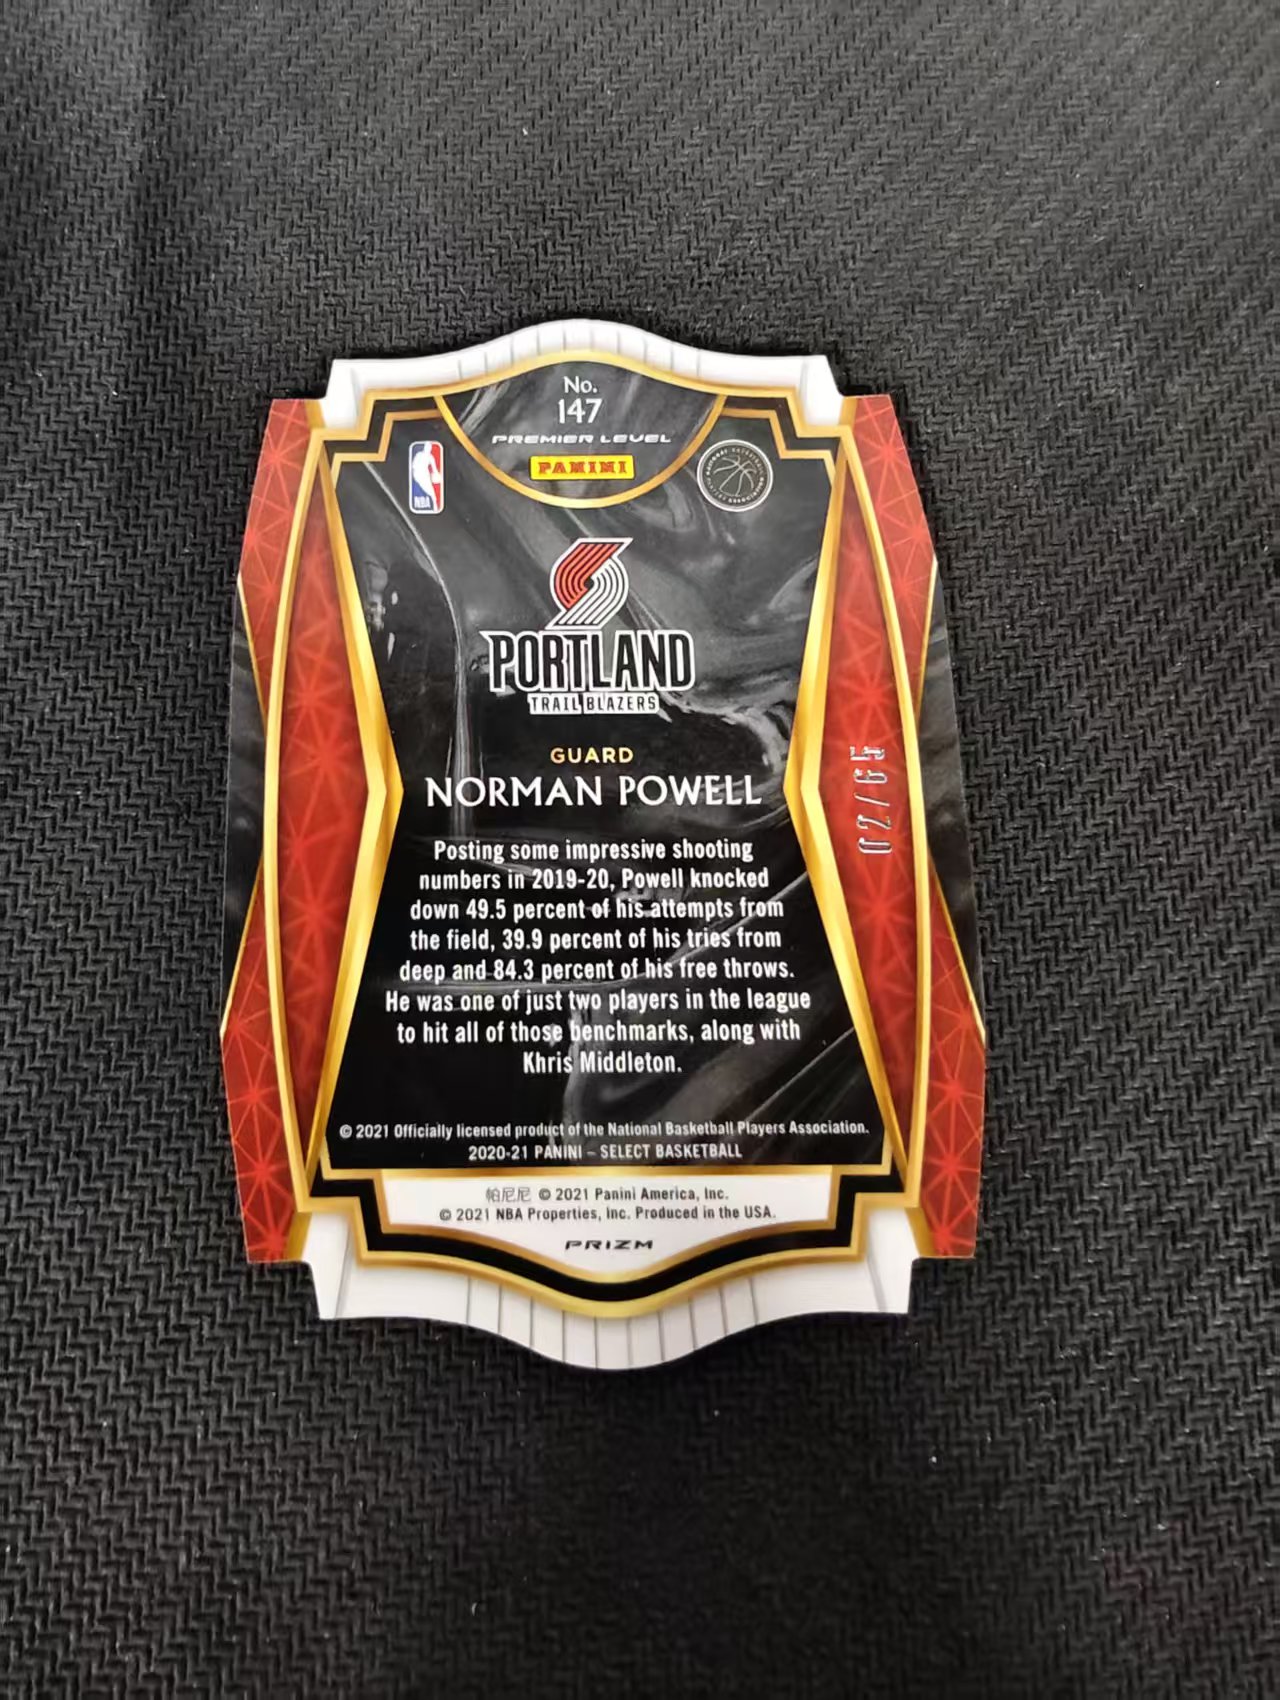 No.
147
PREMIER LEVEL
PANINI
NBA
NATIONAL BASKETBALL
PLAYERS ASSOCIATION
PORTLAND
TRAIL BLAZERS
GUARD
NORMAN POWELL
02/65
Posting some impressive shooting
numbers in 2019-20, Powell knocked
down 49.5 percent of his attempts from
the field, 39.9 percent of his tries from
deep and 84.3 percent of his free throws.
He was one of just two players in the league
to hit all of those benchmarks, along with
Khris Middleton.
© 2021 Officially licensed product of the National Basketball Players Association.
2020-21 PANINI – SELECT BASKETBALL
帕尼尼 © 2021 Panini America, Inc.
© 2021 NBA Properties, Inc. Produced in the USA.
PRIZM